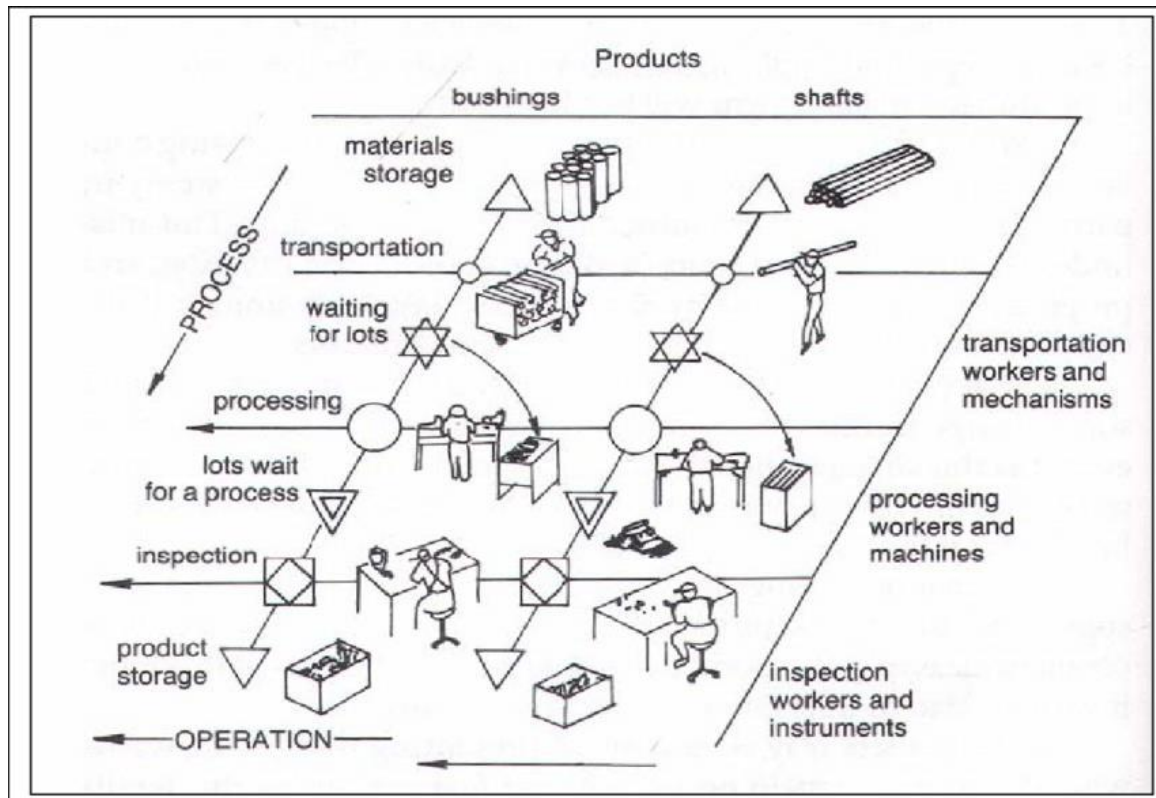 Products
bushings
shafts
materials
storage
transportation
PROCESS
waiting
for lots
transportation
workers and
mechanisms
processing
lots wait
for a process
processing
workers and
machines
inspection
product
storage
inspection
workers and
instruments
OPERATION